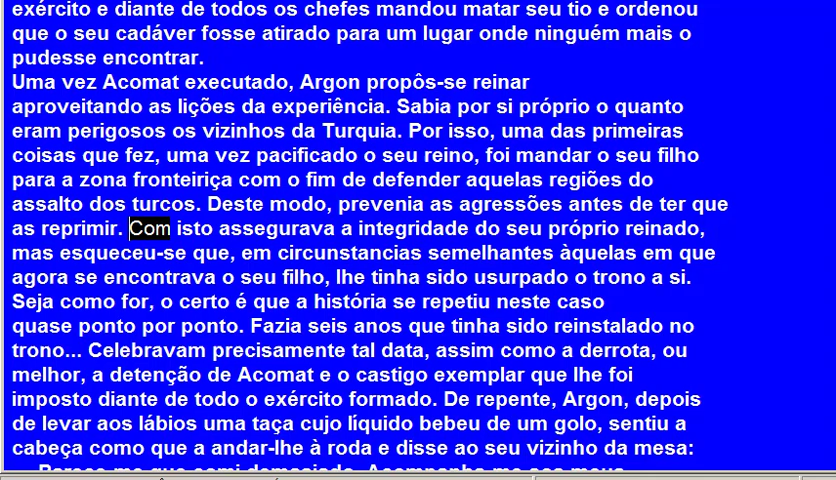 exército e diante de todos os chefes mandou matar seu tio e ordenou
que o seu cadáver fosse atirado para um lugar onde ninguém mais o
pudesse encontrar.
Uma vez Acomat executado, Argon propôs-se reinar
aproveitando as lições da experiência. Sabia por si próprio o quanto
eram perigosos os vizinhos da Turquia. Por isso, uma das primeiras
coisas que fez, uma vez pacificado o seu reino, foi mandar o seu filho
para a zona fronteiriça com o fim de defender aquelas regiões do
assalto dos turcos. Deste modo, prevenia as agressões antes de ter que
as reprimir. Com isto assegurava a integridade do seu próprio reinado,
mas esqueceu-se que, em circunstancias semelhantes àquelas em que
agora se encontrava o seu filho, lhe tinha sido usurpado o trono a si.
Seja como for, o certo é que a história se repetiu neste caso
quase ponto por ponto. Fazia seis anos que tinha sido reinstalado no
trono... Celebravam precisamente tal data, assim como a derrota, ou
melhor, a detenção de Acomat e o castigo exemplar que lhe foi
imposto diante de todo o exército formado. De repente, Argon, depois
de levar aos lábios uma taça cujo líquido bebeu de um golo, sentiu a
cabeça como que a andar-lhe à roda e disse ao seu vizinho da mesa: